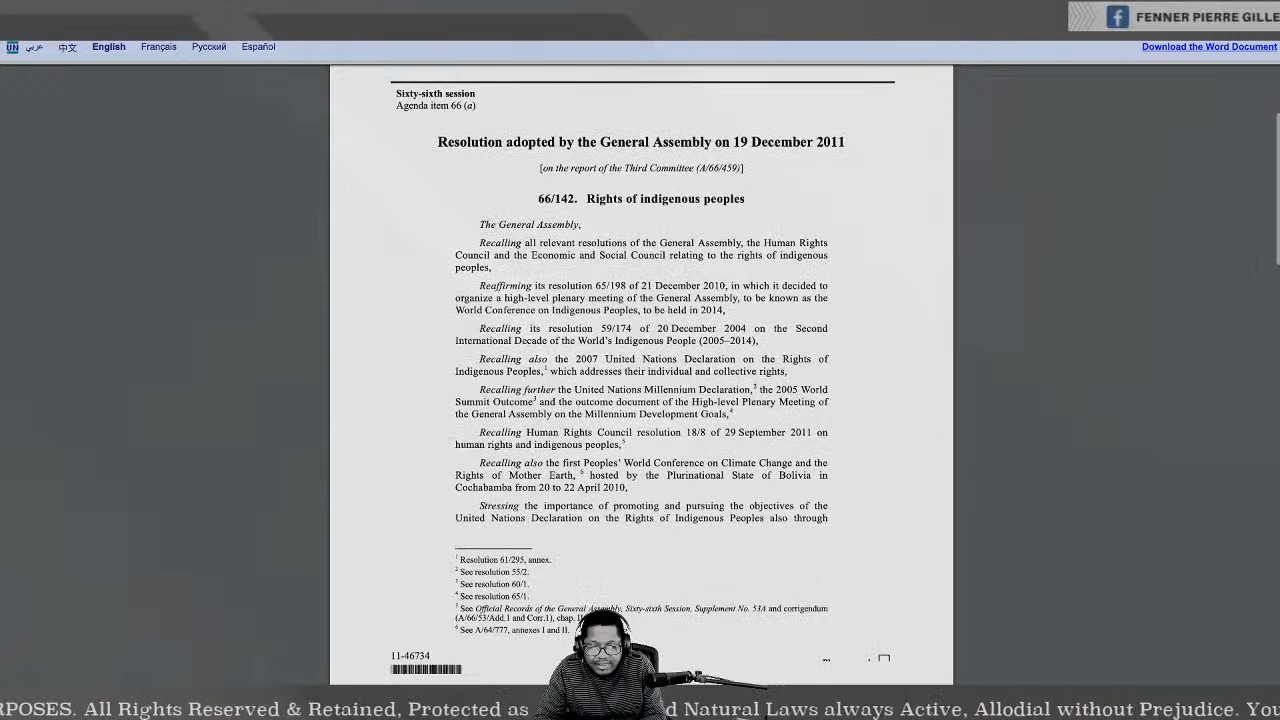 FENNER PIERRE GILLE
UN عربي 中文 English Français Русский Español
Download the Word Document
Sixty-sixth session
Agenda item 66 (a)
Resolution adopted by the General Assembly on 19 December 2011
[on the report of the Third Committee (A/66/459)]
66/142. Rights of indigenous peoples
The General Assembly,
Recalling all relevant resolutions of the General Assembly, the Human Rights
Council and the Economic and Social Council relating to the rights of indigenous
peoples,
Reaffirming its resolution 65/198 of 21 December 2010, in which it decided to
organize a high-level plenary meeting of the General Assembly, to be known as the
World Conference on Indigenous Peoples, to be held in 2014,
Recalling its resolution 59/174 of 20 December 2004 on the Second
International Decade of the World's Indigenous People (2005–2014),
Recalling also the 2007 United Nations Declaration on the Rights of
Indigenous Peoples,1 which addresses their individual and collective rights,
Recalling further the United Nations Millennium Declaration,2 the 2005 World
Summit Outcome3 and the outcome document of the High-level Plenary Meeting of
the General Assembly on the Millennium Development Goals,4
Recalling Human Rights Council resolution 18/8 of 29 September 2011 on
human rights and indigenous peoples,5
Recalling also the first Peoples' World Conference on Climate Change and the
Rights of Mother Earth, 6 hosted by the Plurinational State of Bolivia in
Cochabamba from 20 to 22 April 2010,
Stressing the importance of promoting and pursuing the objectives of the
United Nations Declaration on the Rights of Indigenous Peoples also through
1 Resolution 61/295, annex.
2 See resolution 55/2.
3 See resolution 60/1.
4 See resolution 65/1.
5 See Official Records of the General Assembly, Sixty-sixth Session, Supplement No. 53A and corrigendum
(A/66/53/Add.1 and Corr.1), chap.
6 See A/64/777, annexes I and II.
11-46734
RPOSES. All Rights Reserved & Retained, Protected as d Natural Laws always Active, Allodial without Prejudice. You